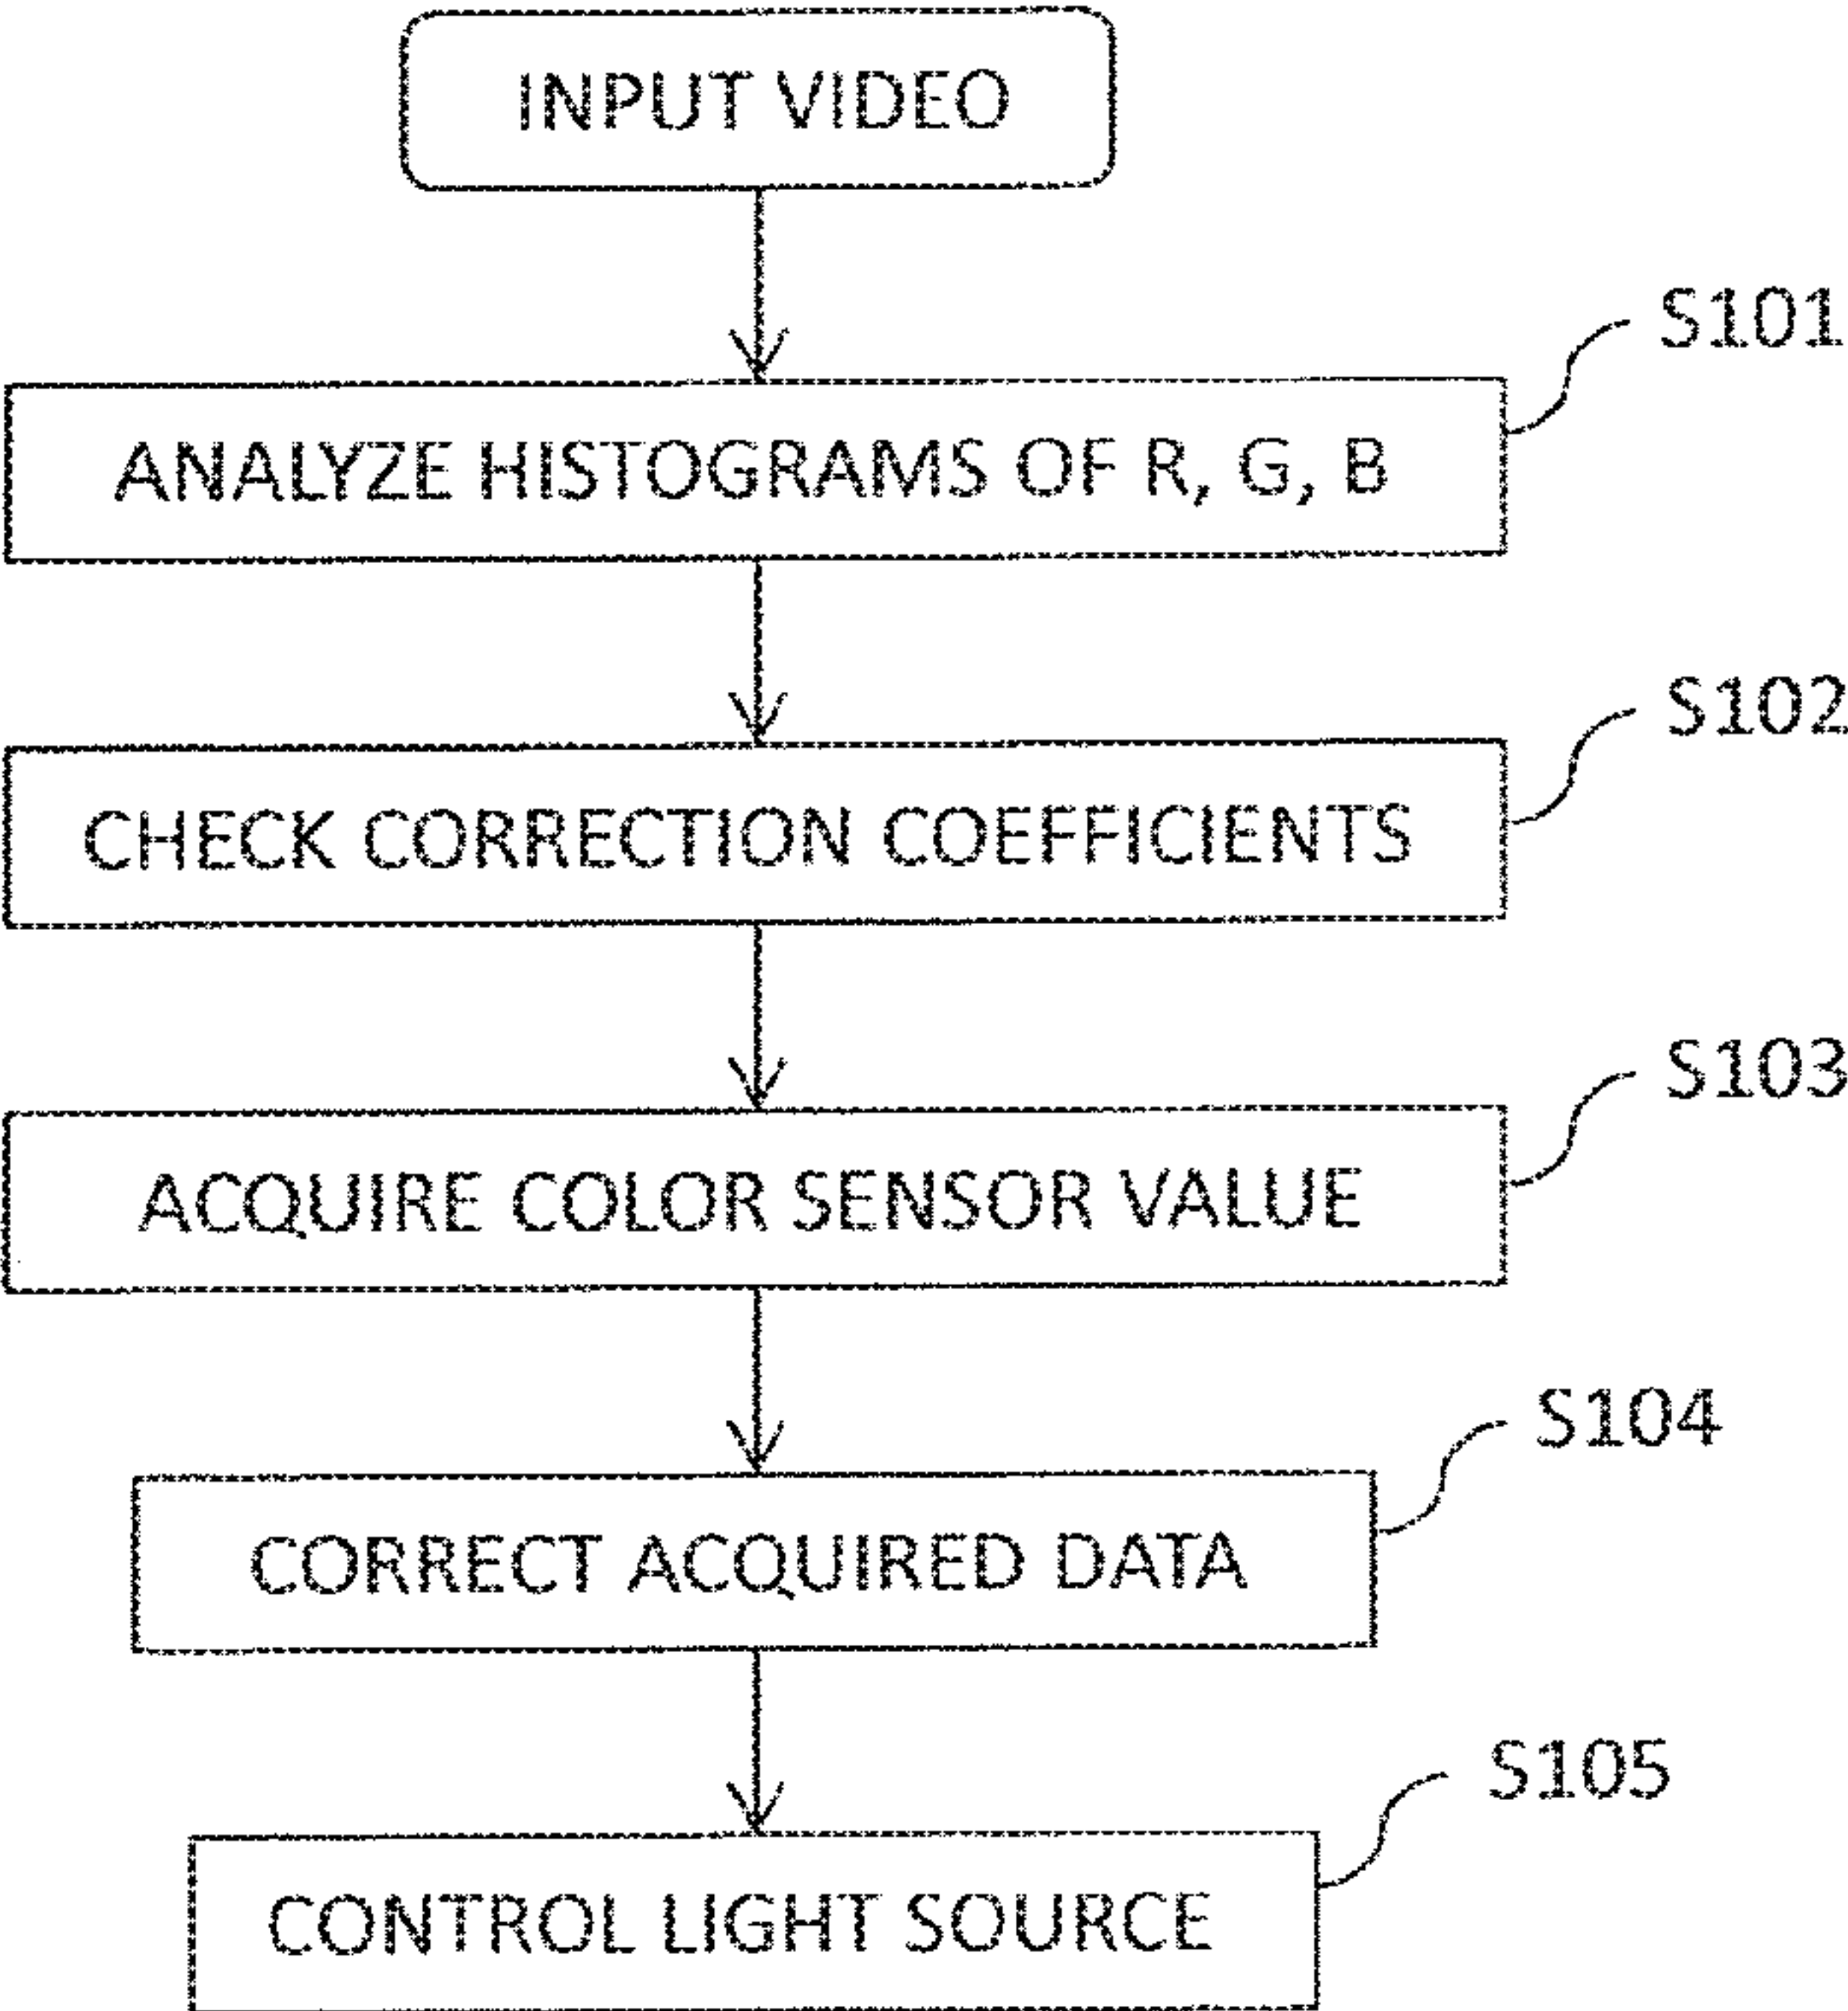 INPUT VIDEO
S101
ANALYZE HISTOGRAMS OF R, G, B
S102
CHECK CORRECTION COEFFICIENTS
S103
ACQUIRE COLOR SENSOR VALUE
S104
CORRECT ACQUIRED DATA
S105
CONTROL LIGHT SOURCE